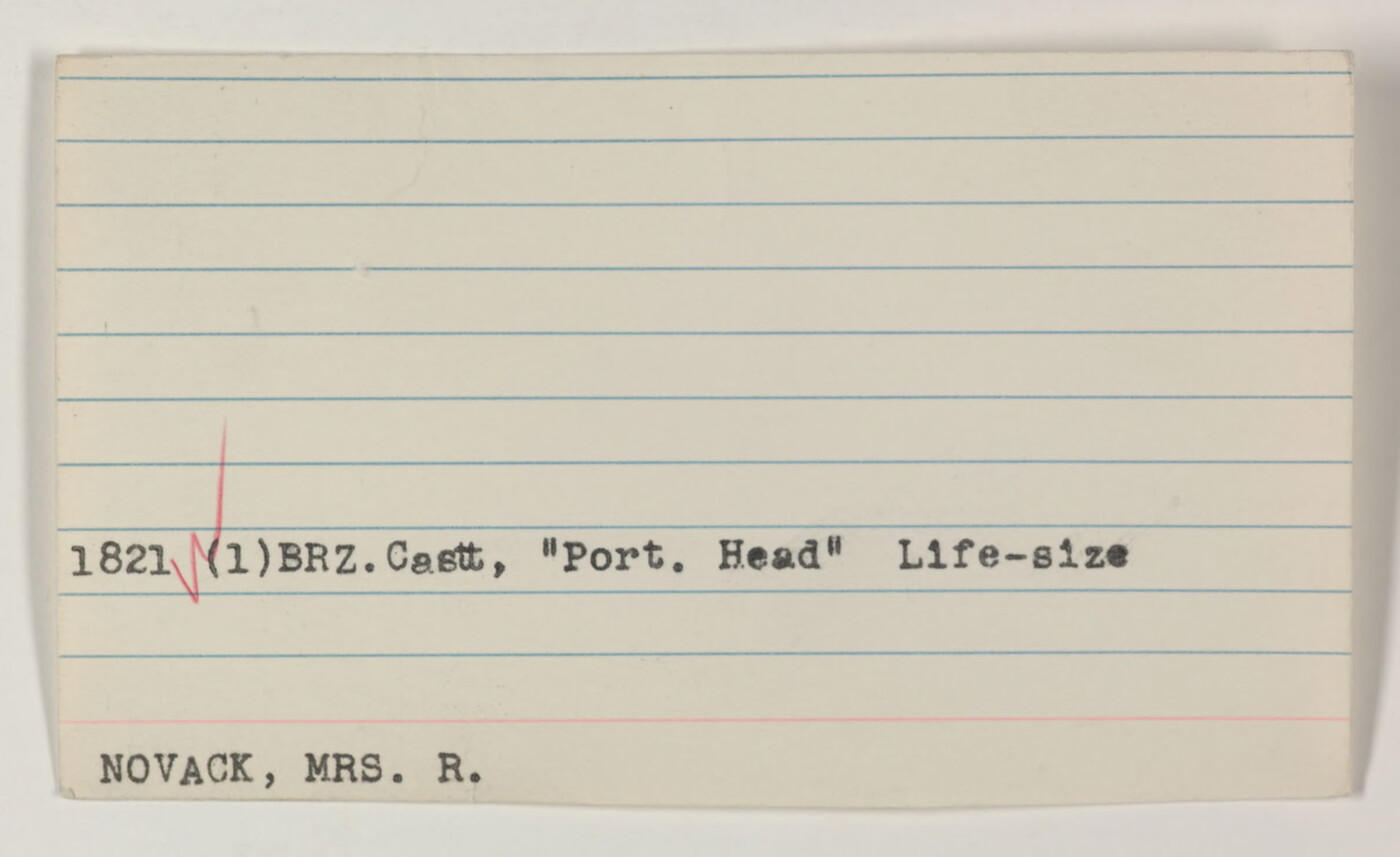 1821 (1)BRZ.Castt, "Port. Head" Life-size
NOVACK, MRS. R.